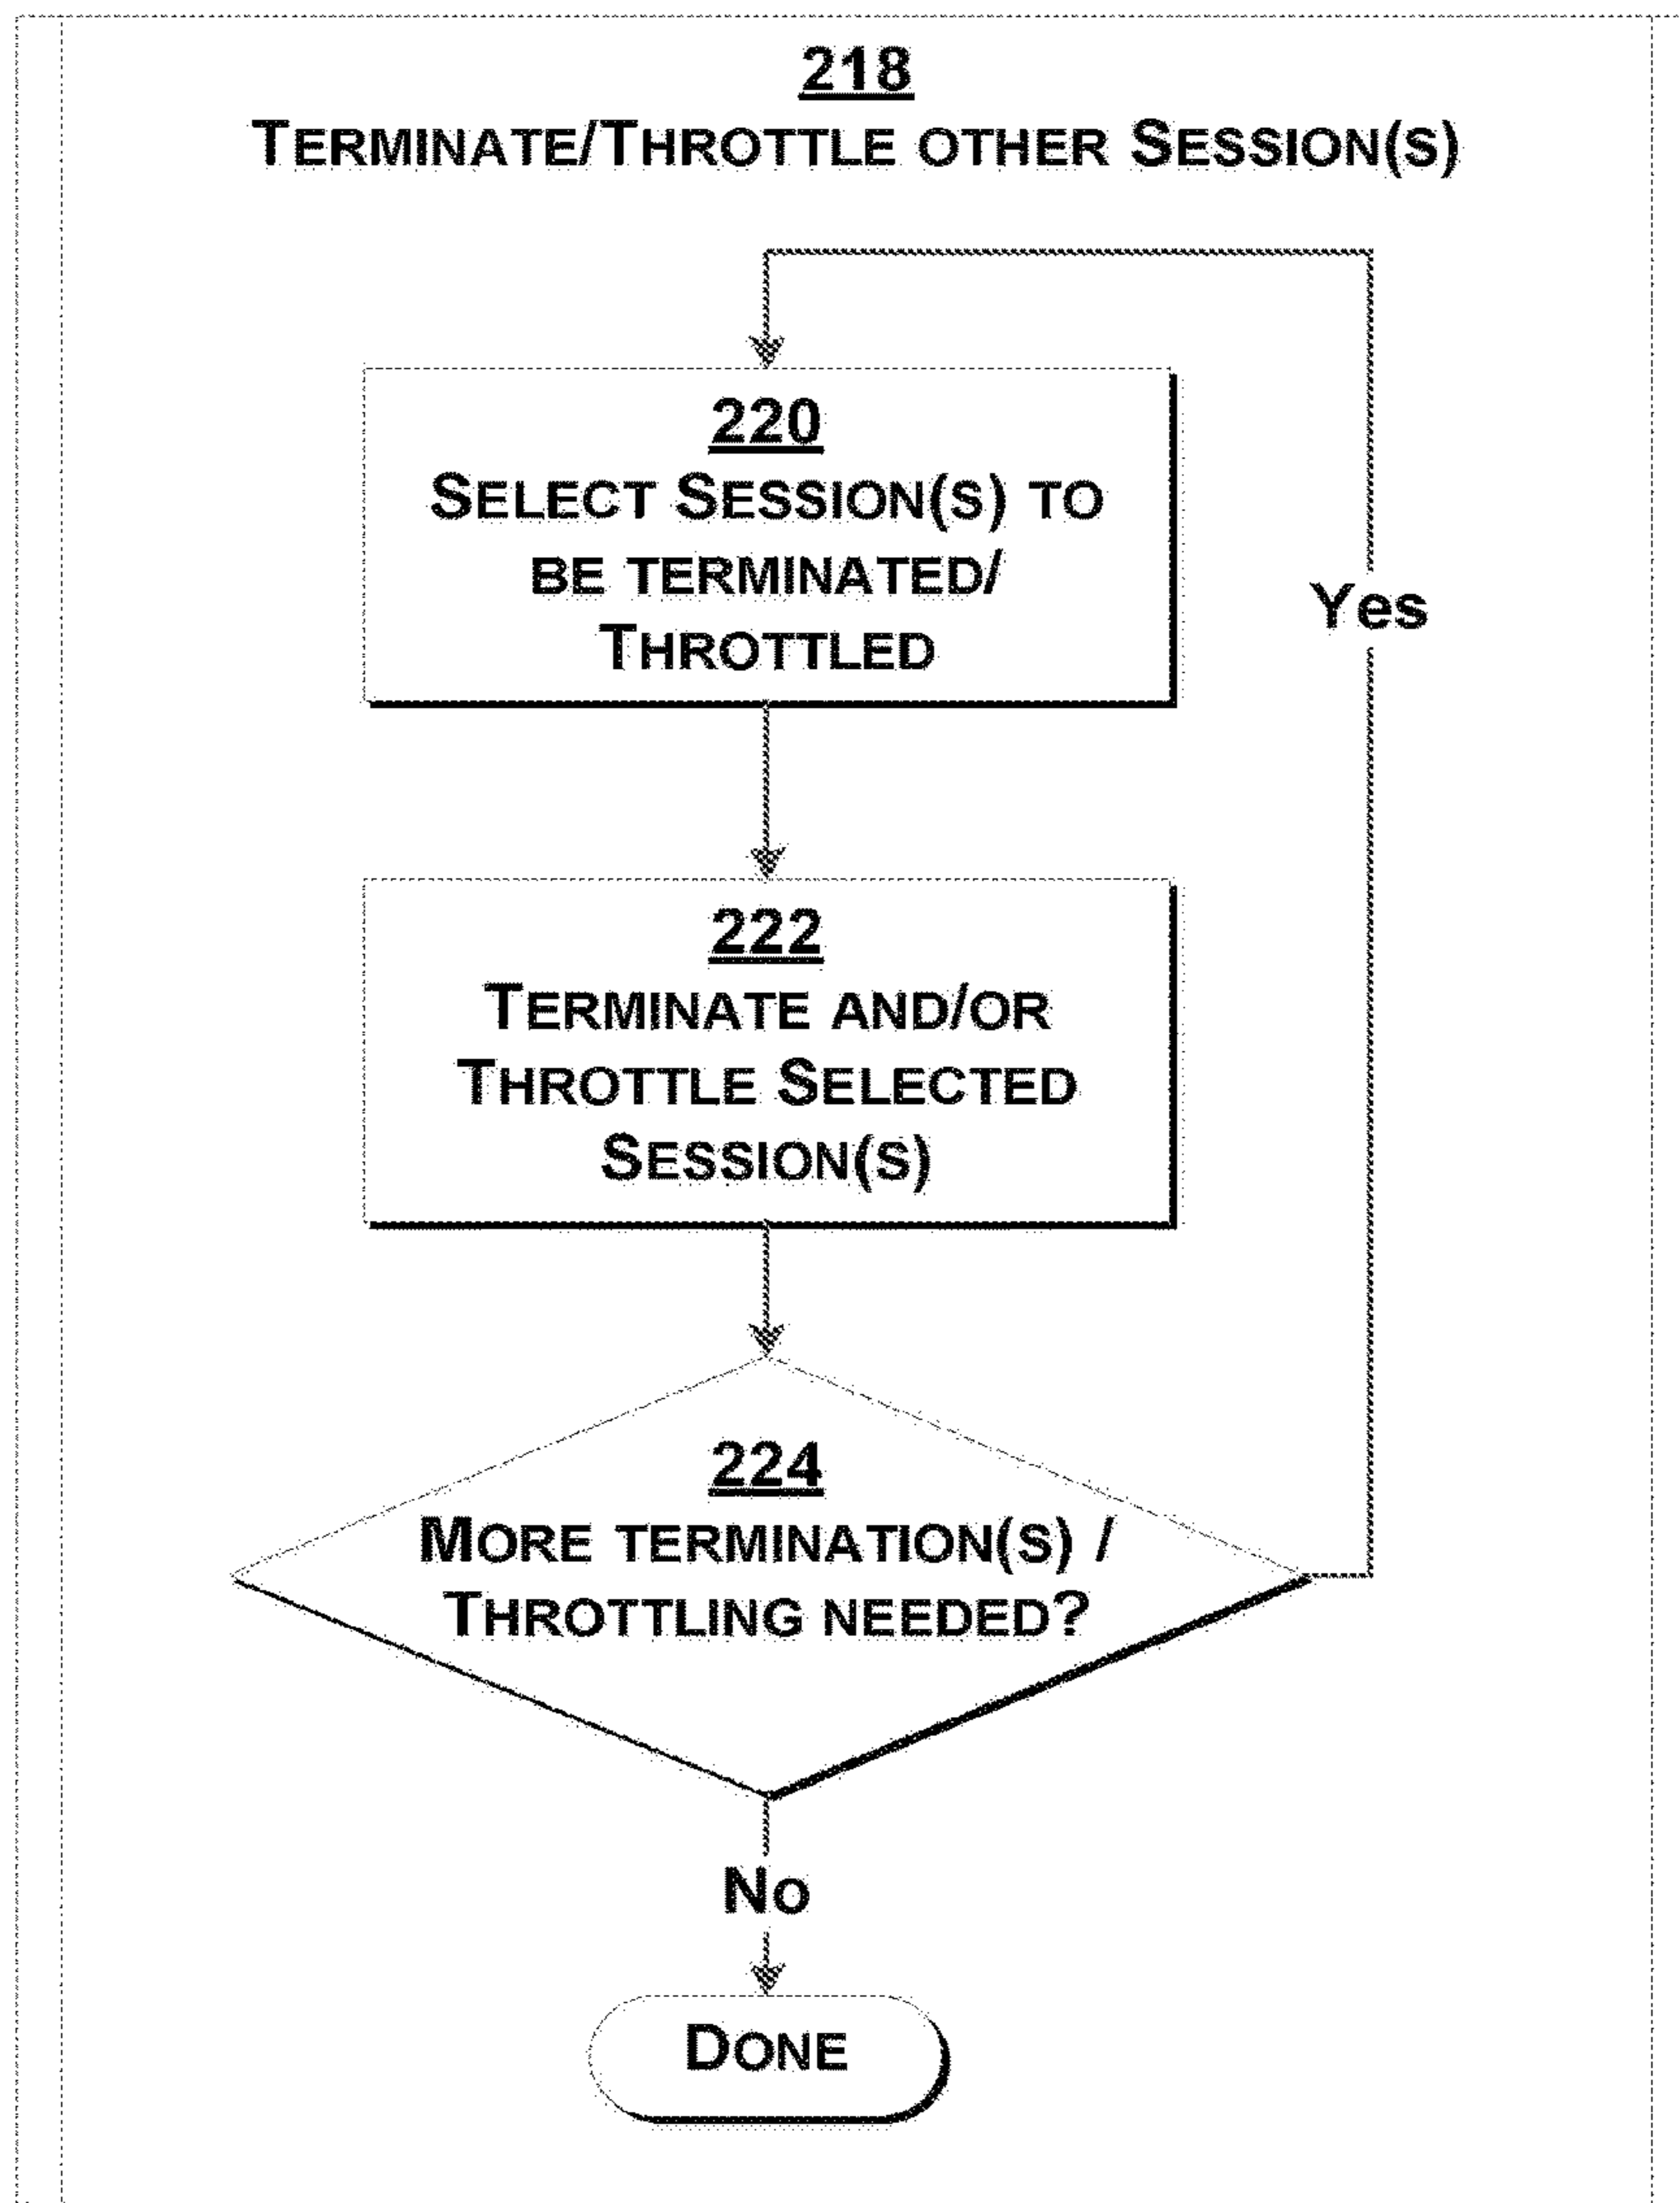 218
TERMINATE/THROTTLE OTHER SESSION(S)
220
SELECT SESSION(S) TO
BE TERMINATED/
THROTTLED
Yes
222
TERMINATE AND/OR
THROTTLE SELECTED
SESSION(S)
224
MORE TERMINATION(S) /
THROTTLING NEEDED?
NO
DONE